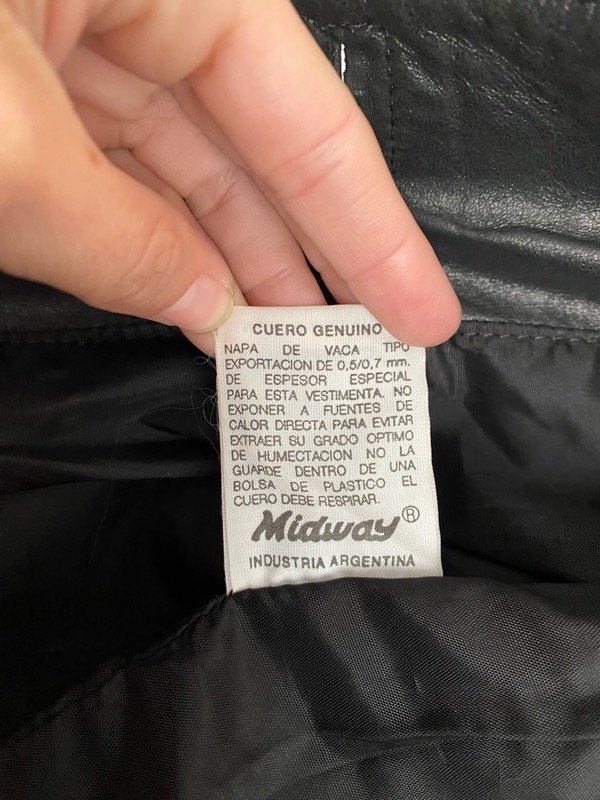 CUERO GENUINO
NAPA DE VACA TIPO
EXPORTACION DE 0,5/0,7 mm.
DE ESPESOR ESPECIAL
PARA ESTA VESTIMENTA. NO
EXPONER A FUENTES DE
CALOR DIRECTA PARA EVITAR
EXTRAER SU GRADO OPTIMO
DE HUMECTACION NO LA
GUARDE DENTRO DE UNA
BOLSA DE PLASTICO EL
CUERO DEBE RESPIRAR.
Midway®
INDUSTRIA ARGENTINA